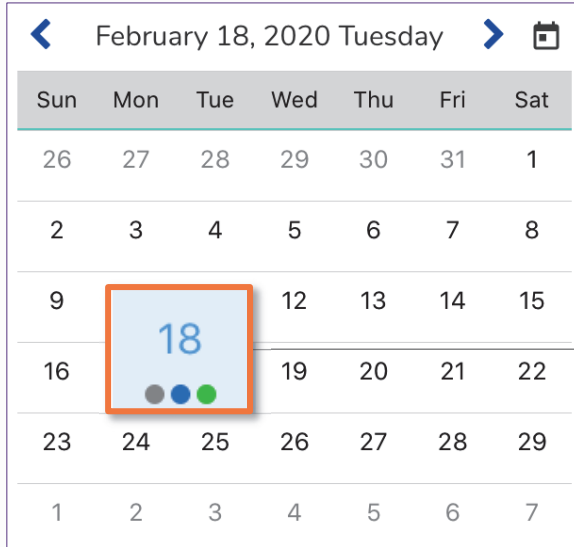 February 18, 2020 Tuesday
Sun Mon Tue Wed Thu Fri Sat
26 27 28 29 30 31 1
2 3 4 5 6 7 8
9 12 13 14 15
18
16 19 20 21 22
23 24 25 26 27 28 29
1 2 3 4 5 6 7